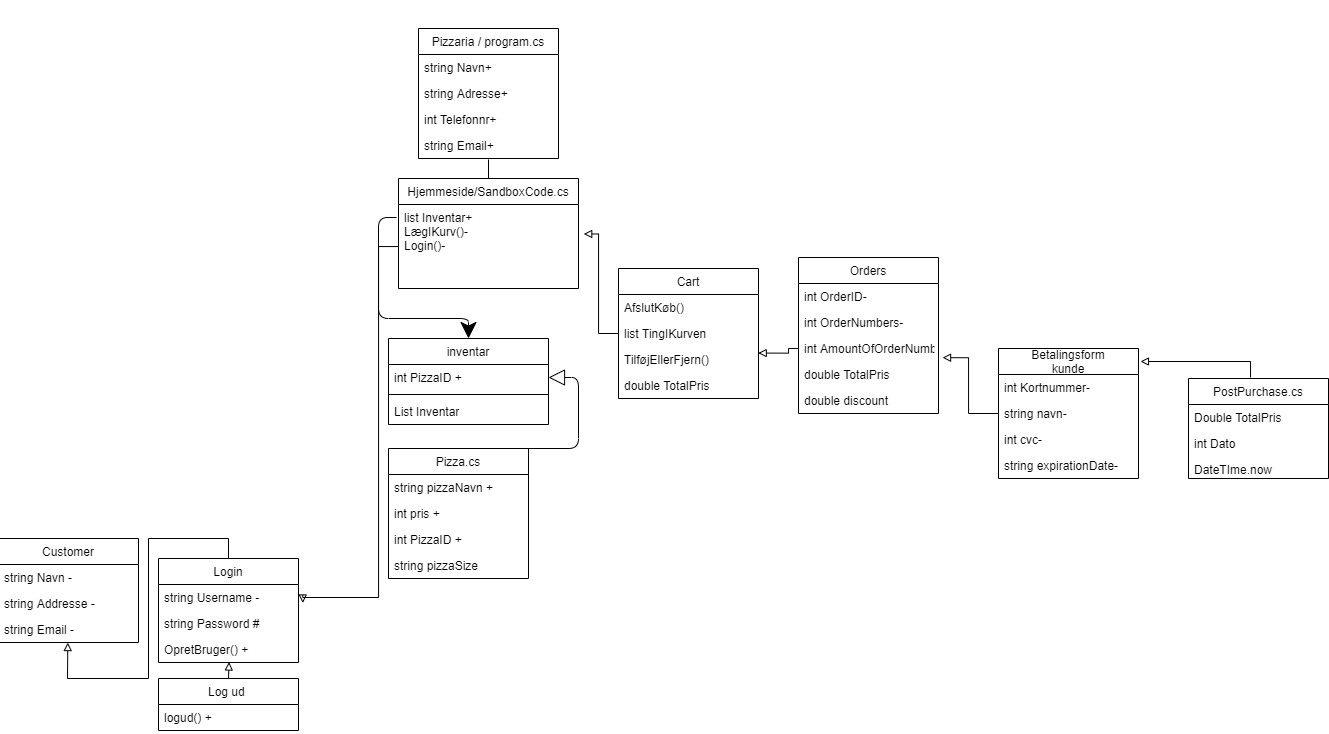 Pizzaria / program.cs
string Navn+
string Adresse+
int Telefonnr+
string Email+
Hjemmeside/SandboxCode.cs
list Inventar+
LægIKurv()-
Login()-
inventar
int PizzaID +
List Inventar
Pizza.cs
string pizzaNavn +
int pris +
int PizzaID +
string pizzaSize
Cart
AfslutKøb()
list TingIKurven
TilføjEllerFjern()
double TotalPris
Orders
int OrderID-
int OrderNumbers-
int AmountOfOrderNumb
double TotalPris
double discount
Betalingsform
kunde
int Kortnummer-
string navn-
int cvc-
string expirationDate-
PostPurchase.cs
Double TotalPris
int Dato
DateTIme.now
Customer
string Navn -
string Addresse -
string Email -
Login
string Username -
string Password #
OpretBruger() +
Log ud
logud() +